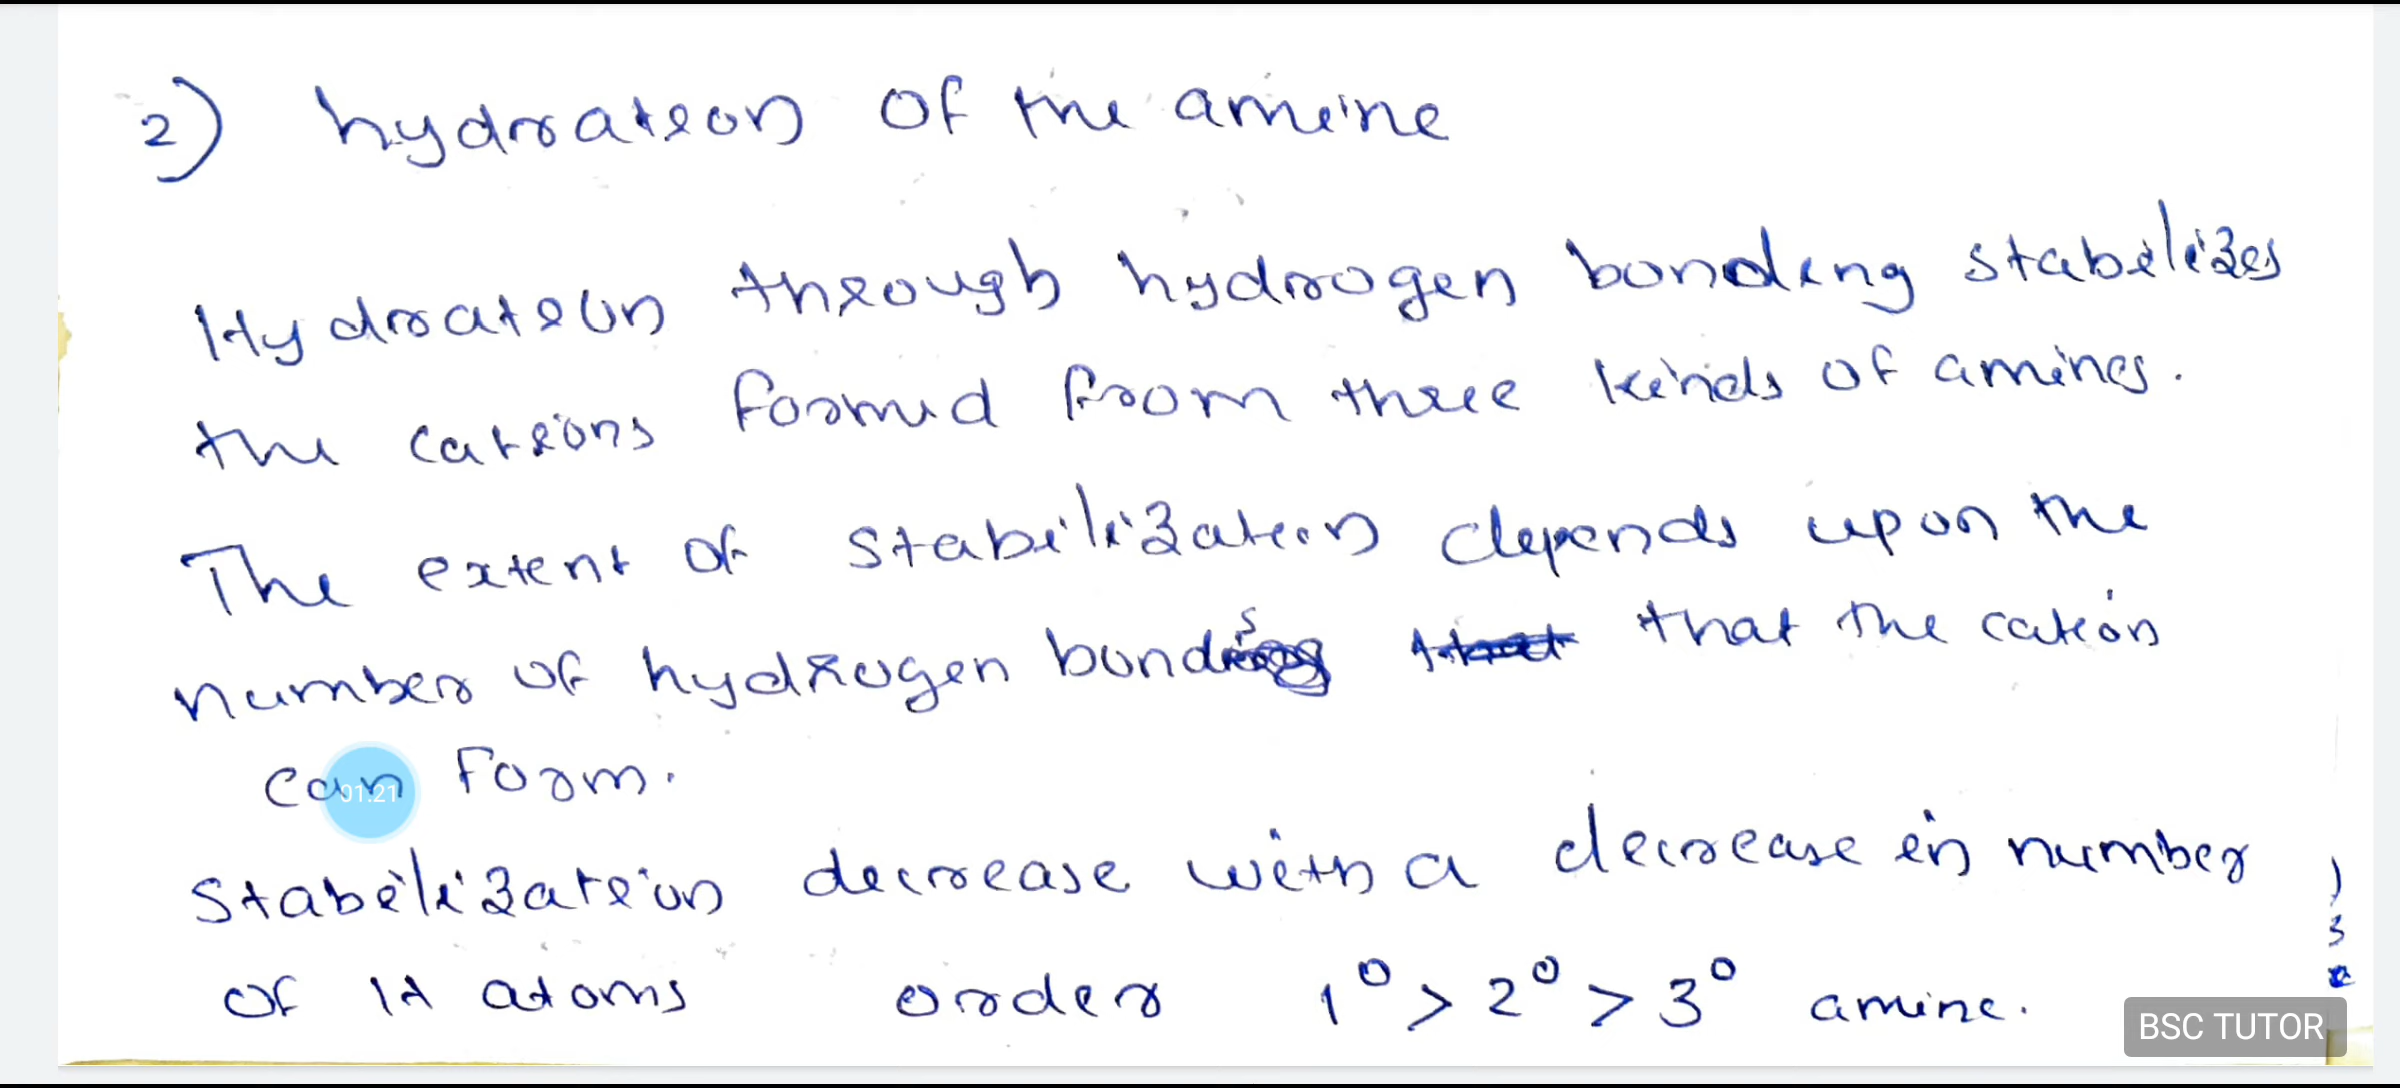 2) hydration of the amine
Hydration through hydrogen bonding stabilizes
the cations formed from three kinds of amines.
The extent of stabilization depends upon the
number of hydrogen bonds that the cation
can form.
01:21
Stabilization decrease with a decrease in number
of H atoms order 1° > 2° > 3° amine.
BSC TUTOR